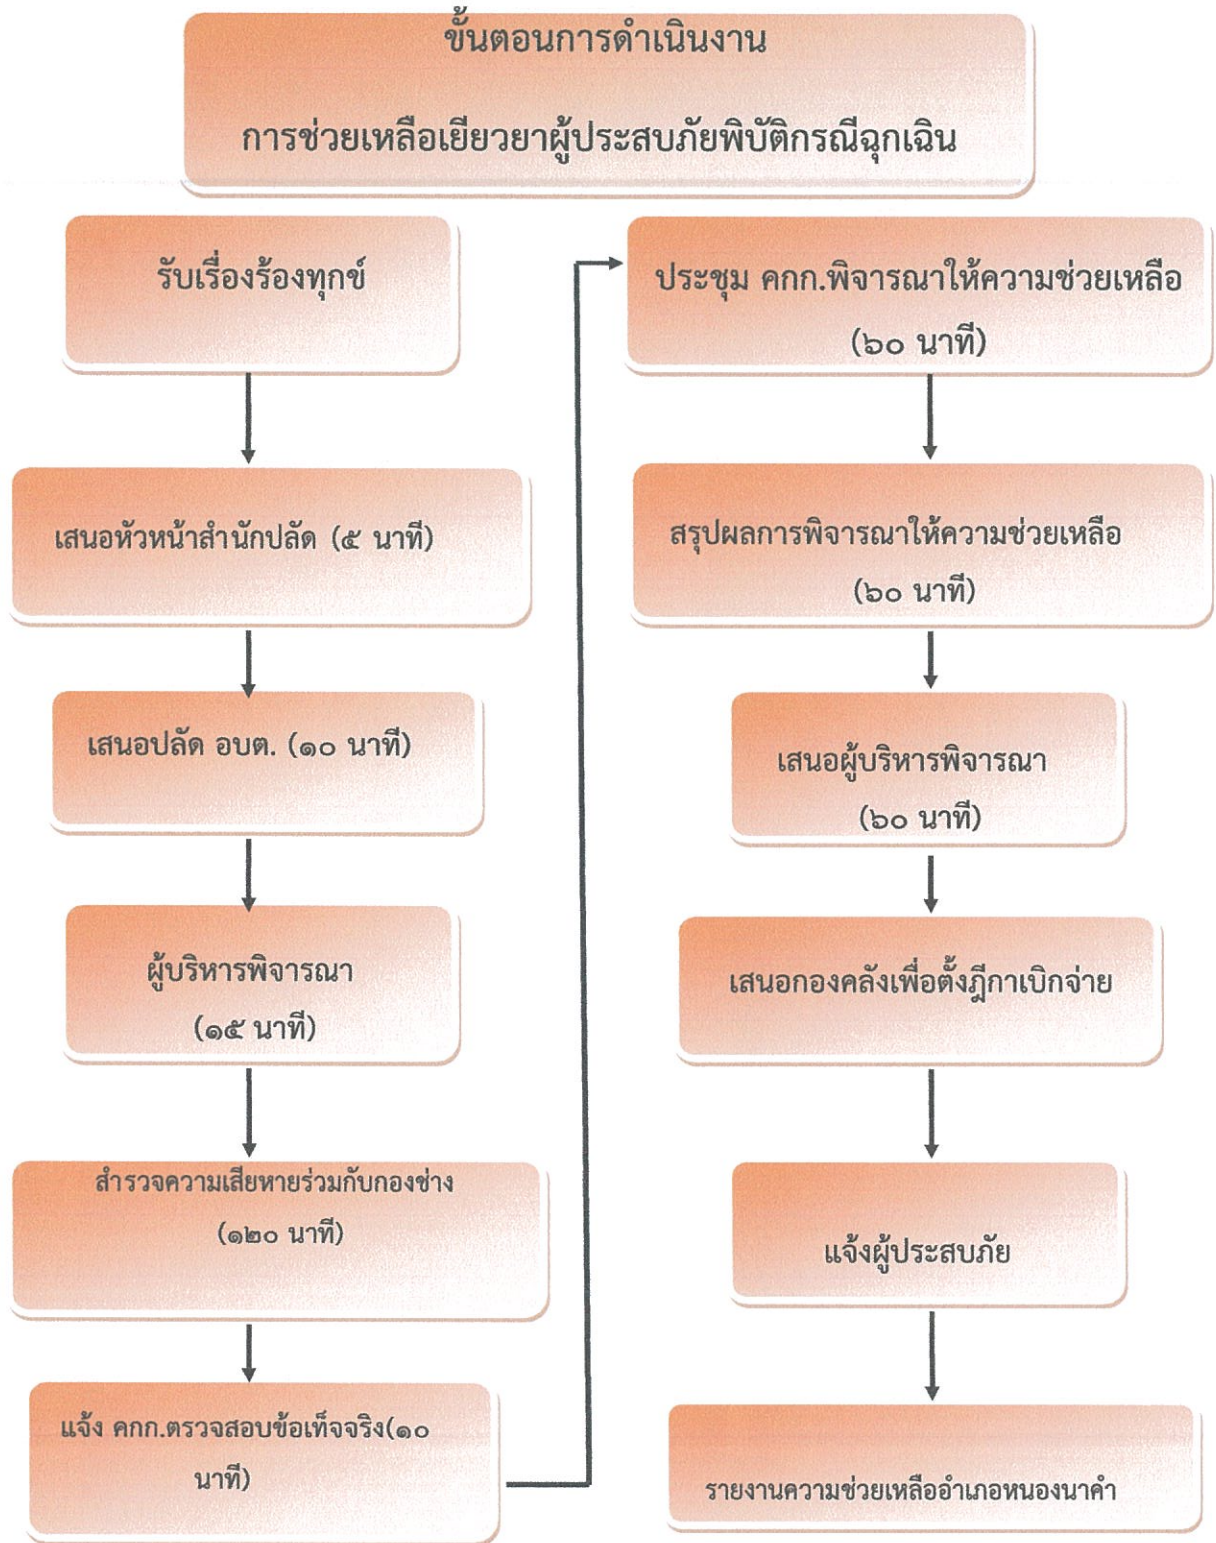 ขั้นตอนการดำเนินงาน
การช่วยเหลือเยียวยาผู้ประสบภัยพิบัติกรณีฉุกเฉิน
รับเรื่องร้องทุกข์
เสนอหัวหน้าสำนักปลัด (๕ นาที)
เสนอปลัด อบต. (๑๐ นาที)
ผู้บริหารพิจารณา
(๑๕ นาที)
สำรวจความเสียหายร่วมกับกองช่าง
(๑๒๐ นาที)
แจ้ง คกก.ตรวจสอบข้อเท็จจริง(๑๐
นาที)
ประชุม คกก.พิจารณาให้ความช่วยเหลือ
(๖๐ นาที)
สรุปผลการพิจารณาให้ความช่วยเหลือ
(๖๐ นาที)
เสนอผู้บริหารพิจารณา
(๖๐ นาที)
เสนอกองคลังเพื่อตั้งฎีกาเบิกจ่าย
แจ้งผู้ประสบภัย
รายงานความช่วยเหลืออำเภอหนองนาคำ